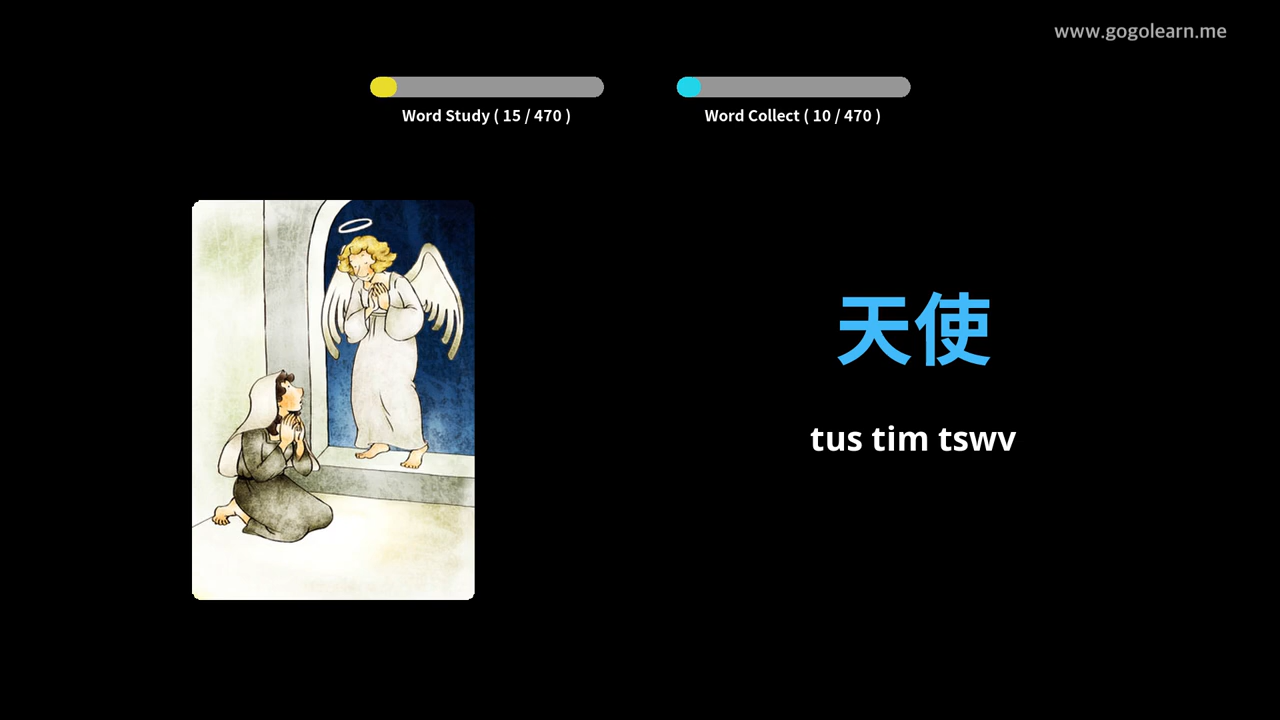 www.gogolearn.me
Word Study ( 15 / 470 )
Word Collect ( 10 / 470 )
天使
tus tim tswv